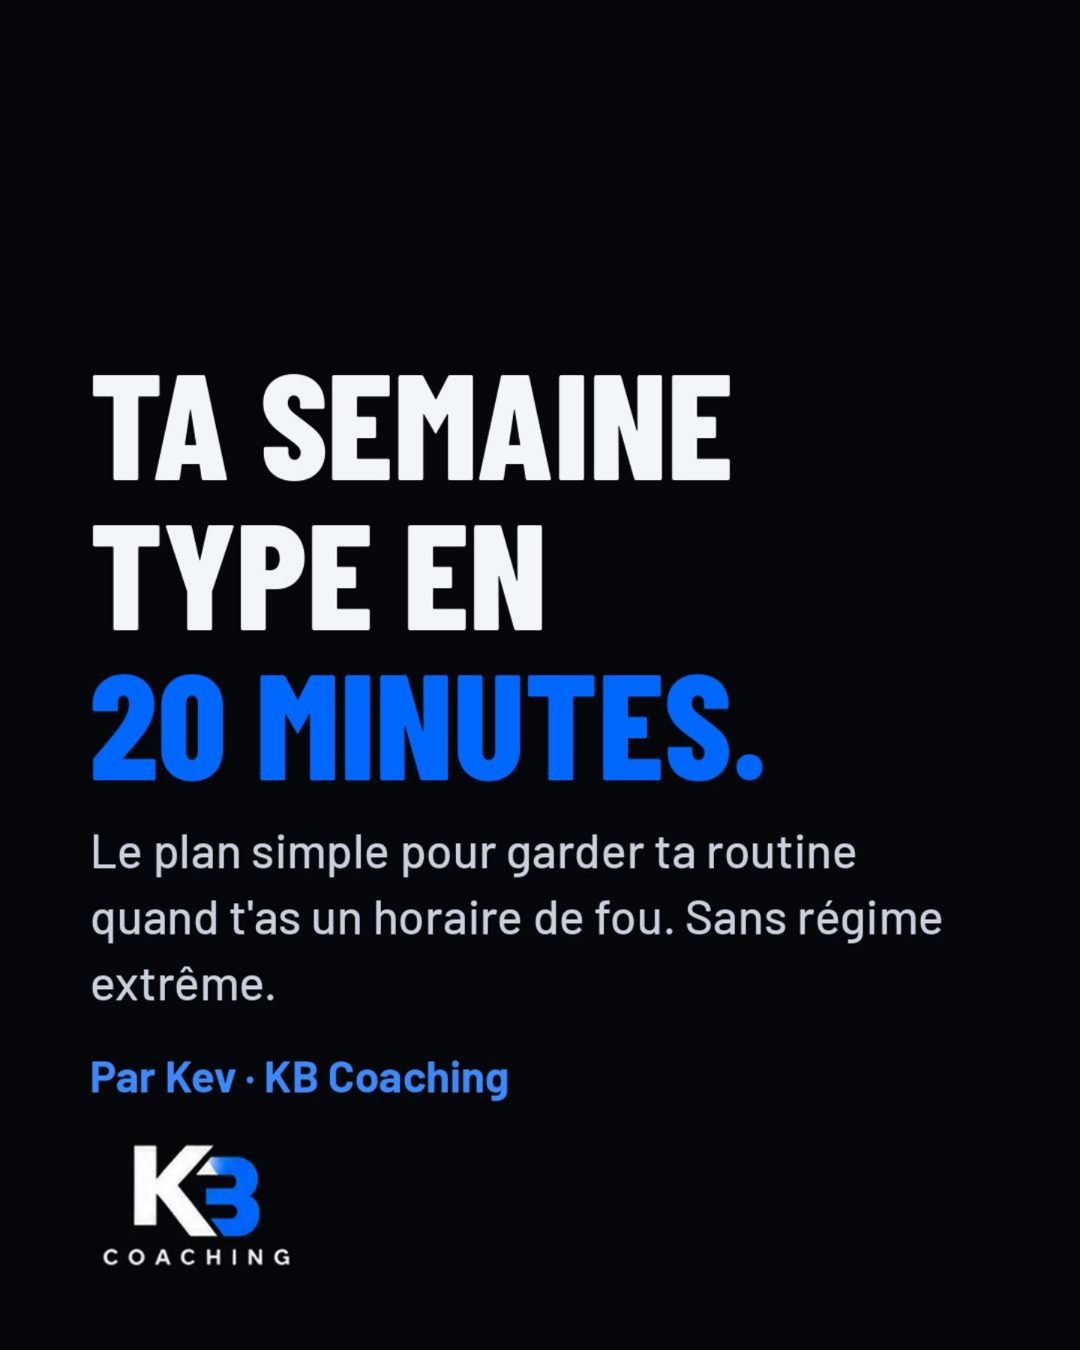 TA SEMAINE
TYPE EN
20 MINUTES.
Le plan simple pour garder ta routine
quand t'as un horaire de fou. Sans régime
extrême.
Par Kev · KB Coaching
KB
COACHING